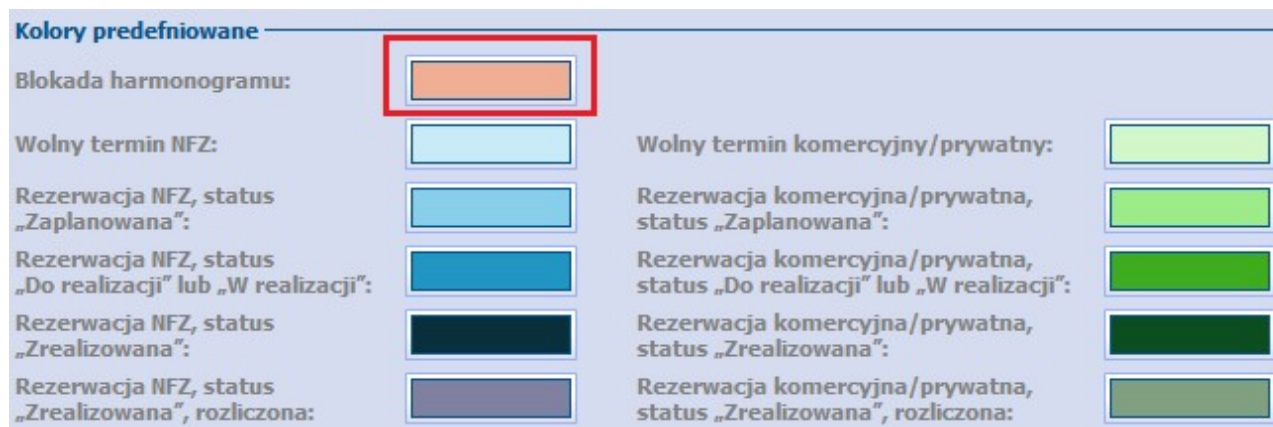 Kolory predefniowane
Blokada harmonogramu:
Wolny termin NFZ:
Wolny termin komercyjny/prywatny:
Rezerwacja NFZ, status
„Zaplanowana”:
Rezerwacja komercyjna/prywatna,
status „Zaplanowana”:
Rezerwacja NFZ, status
„Do realizacji” lub „W realizacji”:
Rezerwacja komercyjna/prywatna,
status „Do realizacji” lub „W realizacji”:
Rezerwacja NFZ, status
„Zrealizowana”:
Rezerwacja komercyjna/prywatna,
status „Zrealizowana”:
Rezerwacja NFZ, status
„Zrealizowana”, rozliczona:
Rezerwacja komercyjna/prywatna,
status „Zrealizowana”, rozliczona: